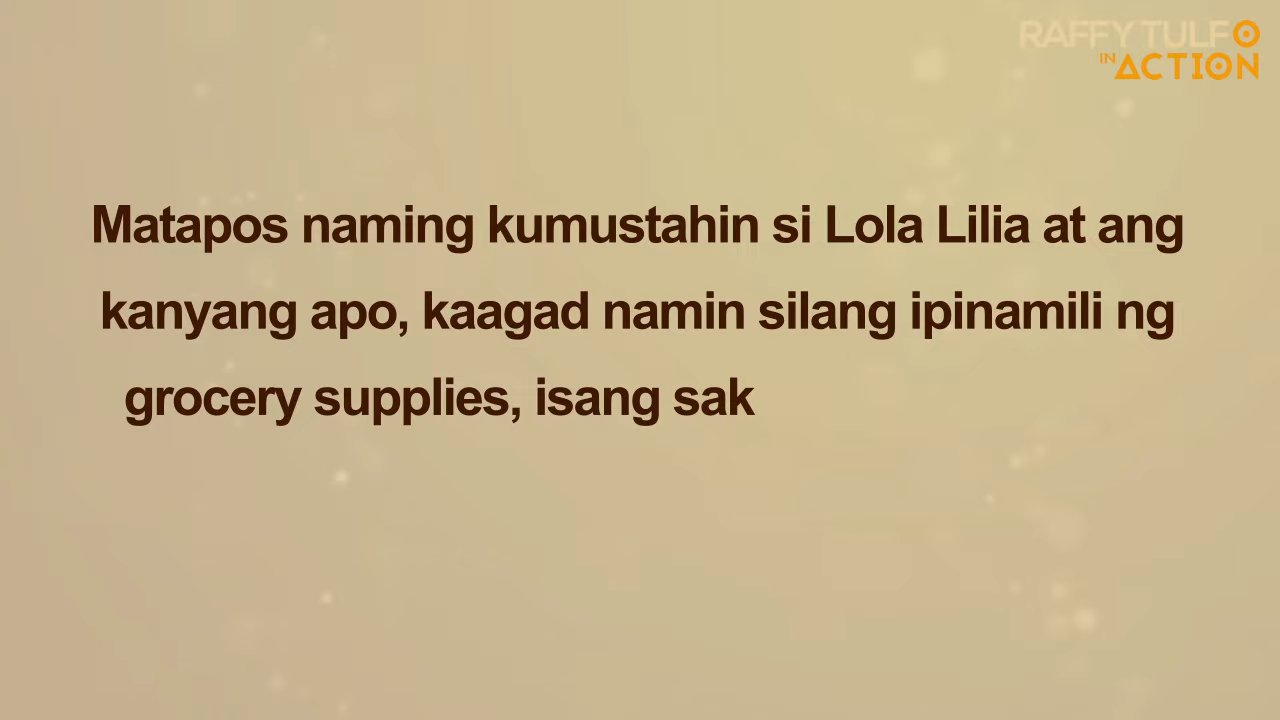 RAFFY TULFO
IN ACTION
Matapos naming kumustahin si Lola Lilia at ang
kanyang apo, kaagad namin silang ipinamili ng
grocery supplies, isang sak